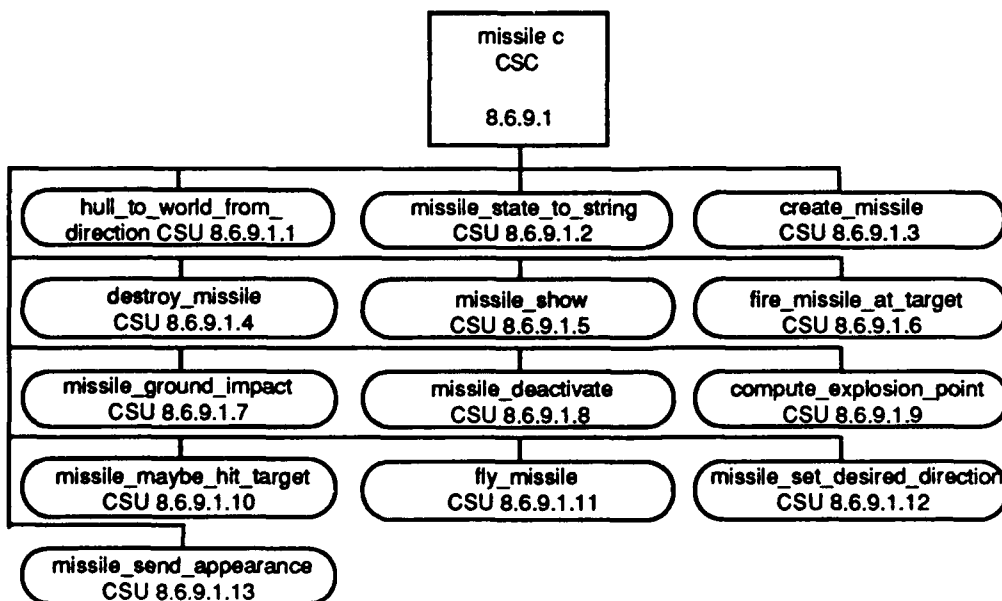 missile c
CSC
8.6.9.1
hull_to_world_from_
direction CSU 8.6.9.1.1
missile_state_to_string
CSU 8.6.9.1.2
create_missile
CSU 8.6.9.1.3
destroy_missile
CSU 8.6.9.1.4
missile_show
CSU 8.6.9.1.5
fire_missile_at_target
CSU 8.6.9.1.6
missile_ground_impact
CSU 8.6.9.1.7
missile_deactivate
CSU 8.6.9.1.8
compute_explosion_point
CSU 8.6.9.1.9
missile_maybe_hit_target
CSU 8.6.9.1.10
fly_missile
CSU 8.6.9.1.11
missile_set_desired_direction
CSU 8.6.9.1.12
missile_send_appearance
CSU 8.6.9.1.13